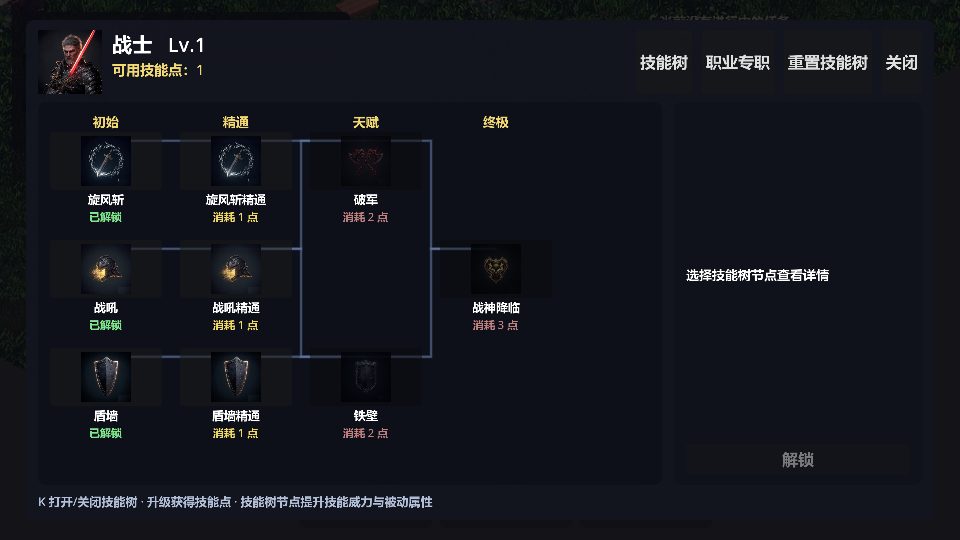 战士 Lv.1
可用技能点：1
技能树 职业专职 重置技能树 关闭
初始 精通 天赋 终极
旋风斩 旋风斩精通 破军
已解锁 消耗 1 点 消耗 2 点
选择技能树节点查看详情
战吼 战吼精通 战神降临
已解锁 消耗 1 点 消耗 3 点
盾墙 盾墙精通 铁壁
已解锁 消耗 1 点 消耗 2 点
解锁
K 打开/关闭技能树 · 升级获得技能点 · 技能树节点提升技能威力与被动属性